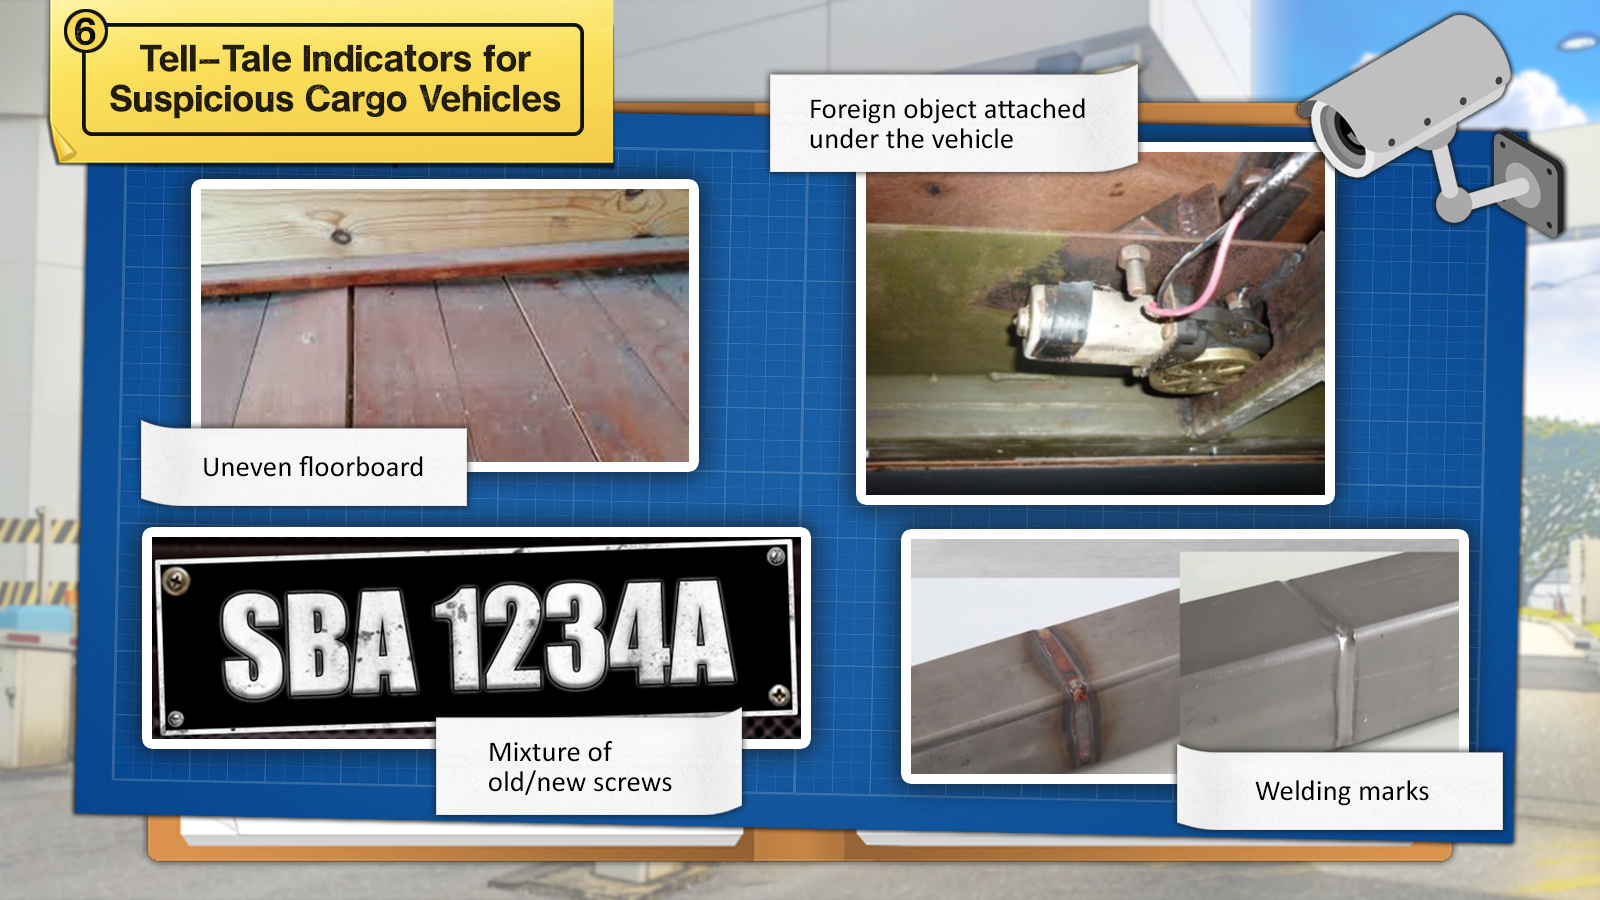 6
Tell–Tale Indicators for
Suspicious Cargo Vehicles
Foreign object attached
under the vehicle
Uneven floorboard
SBA 1234A
Mixture of
old/new screws
Welding marks